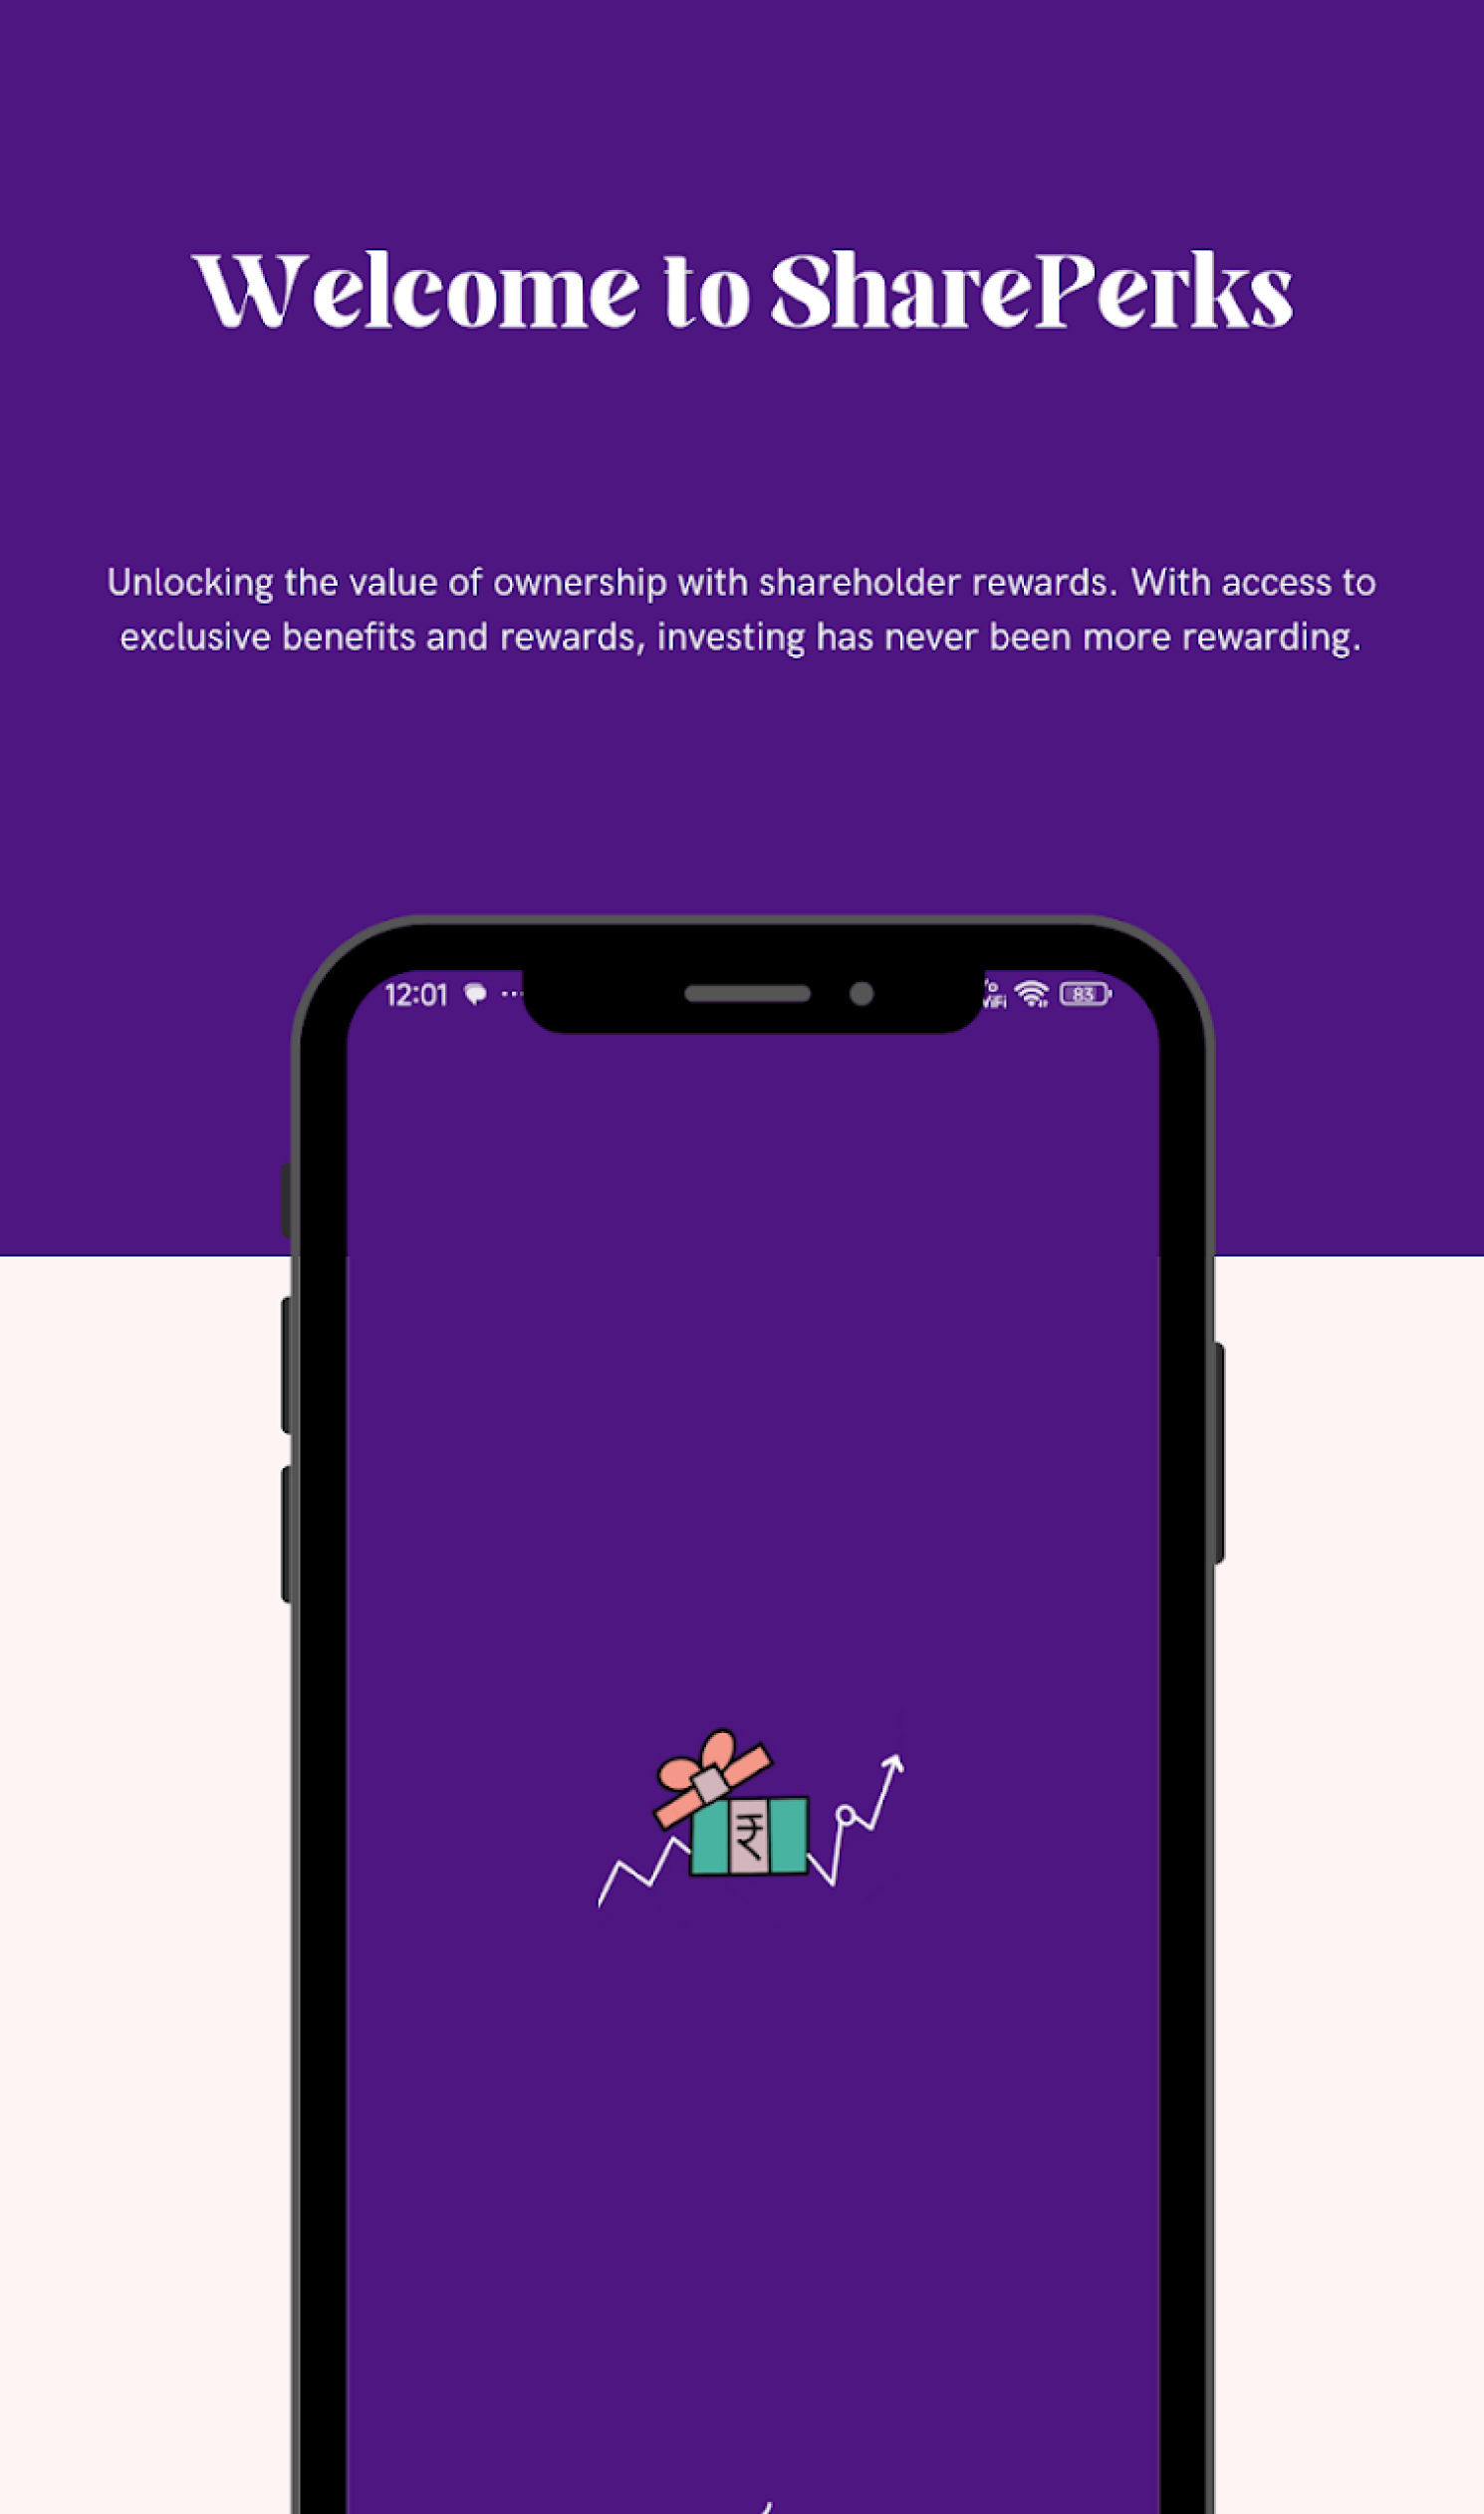 Welcome to SharePerks
Unlocking the value of ownership with shareholder rewards. With access to
exclusive benefits and rewards, investing has never been more rewarding.
12:01 ... 83
₹